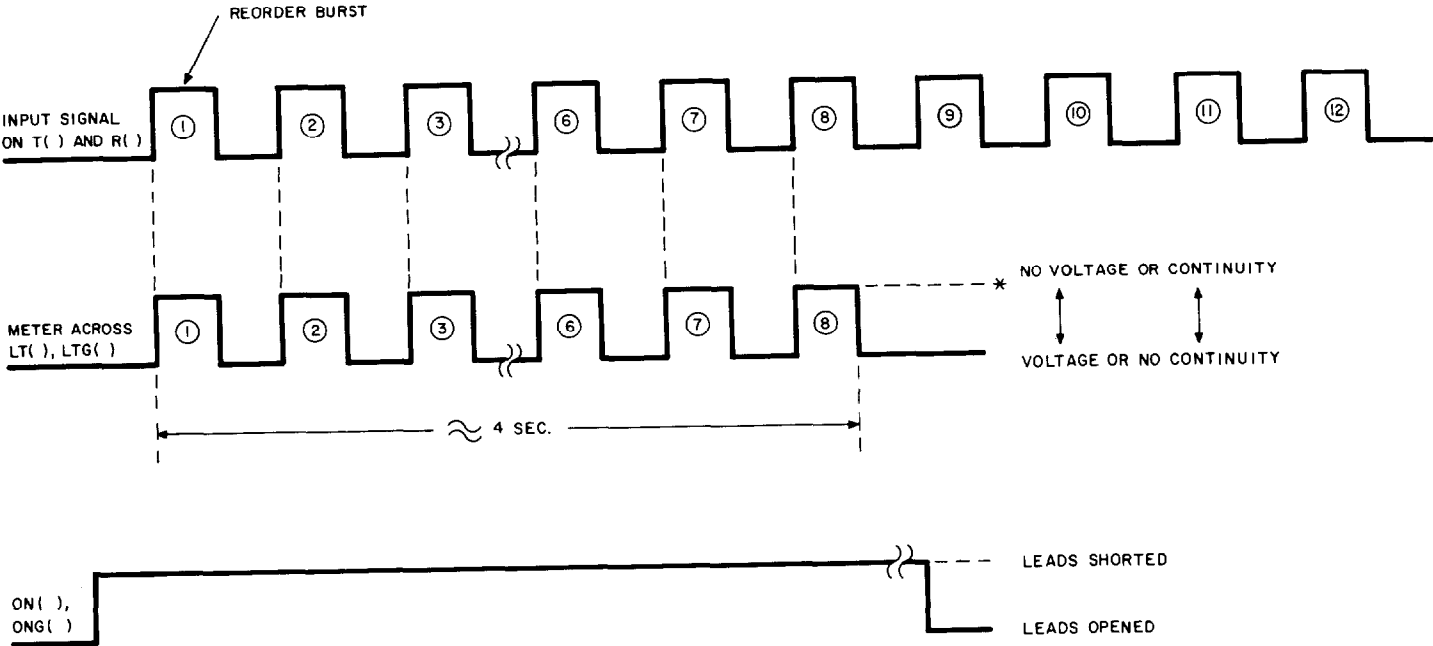 REORDER BURST
INPUT SIGNAL
ON T( ) AND R( )
1 2 3 6 7 8 9 10 11 12
* NO VOLTAGE OR CONTINUITY
METER ACROSS
LT( ), LTG( )
1 2 3 6 7 8
VOLTAGE OR NO CONTINUITY
≈ 4 SEC.
LEADS SHORTED
ON( ),
ONG( )
LEADS OPENED